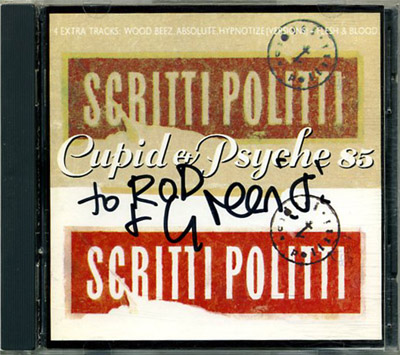 4 EXTRA TRACKS: WOOD BEEZ, ABSOLUTE, HYPNOTIZE (VERSIONS) + FLESH & BLOOD
SCRITTI POLITTI
Cupid & Psyche 85
to ROD
& Green
SCRITTI POLITTI